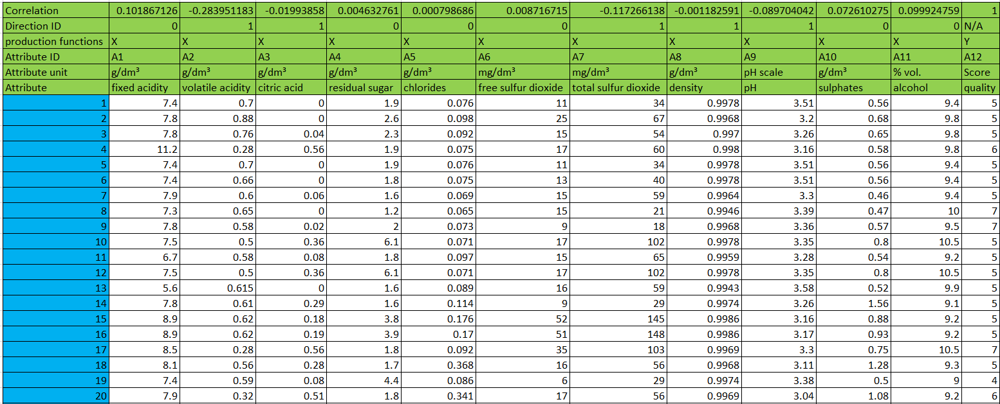 Correlation 0.101867126 -0.283951183 -0.01993858 0.004632761 0.000798686 0.008716715 -0.117266138 -0.001182591 -0.089704042 0.072610275 0.099924759 1
Direction ID 0 1 1 0 0 0 1 1 1 0 0 N/A
production functions X X X X X X X X X X X Y
Attribute ID A1 A2 A3 A4 A5 A6 A7 A8 A9 A10 A11 A12
Attribute unit g/dm³ g/dm³ g/dm³ g/dm³ g/dm³ mg/dm³ mg/dm³ g/dm³ pH scale g/dm³ % vol. Score
Attribute fixed acidity volatile acidity citric acid residual sugar chlorides free sulfur dioxide total sulfur dioxide density pH sulphates alcohol quality
1 7.4 0.7 0 1.9 0.076 11 34 0.9978 3.51 0.56 9.4 5
2 7.8 0.88 0 2.6 0.098 25 67 0.9968 3.2 0.68 9.8 5
3 7.8 0.76 0.04 2.3 0.092 15 54 0.997 3.26 0.65 9.8 5
4 11.2 0.28 0.56 1.9 0.075 17 60 0.998 3.16 0.58 9.8 6
5 7.4 0.7 0 1.9 0.076 11 34 0.9978 3.51 0.56 9.4 5
6 7.4 0.66 0 1.8 0.075 13 40 0.9978 3.51 0.56 9.4 5
7 7.9 0.6 0.06 1.6 0.069 15 59 0.9964 3.3 0.46 9.4 5
8 7.3 0.65 0 1.2 0.065 15 21 0.9946 3.39 0.47 10 7
9 7.8 0.58 0.02 2 0.073 9 18 0.9968 3.36 0.57 9.5 7
10 7.5 0.5 0.36 6.1 0.071 17 102 0.9978 3.35 0.8 10.5 5
11 6.7 0.58 0.08 1.8 0.097 15 65 0.9959 3.28 0.54 9.2 5
12 7.5 0.5 0.36 6.1 0.071 17 102 0.9978 3.35 0.8 10.5 5
13 5.6 0.615 0 1.6 0.089 16 59 0.9943 3.58 0.52 9.9 5
14 7.8 0.61 0.29 1.6 0.114 9 29 0.9974 3.26 1.56 9.1 5
15 8.9 0.62 0.18 3.8 0.176 52 145 0.9986 3.16 0.88 9.2 5
16 8.9 0.62 0.19 3.9 0.17 51 148 0.9986 3.17 0.93 9.2 5
17 8.5 0.28 0.56 1.8 0.092 35 103 0.9969 3.3 0.75 10.5 7
18 8.1 0.56 0.28 1.7 0.368 16 56 0.9968 3.11 1.28 9.3 5
19 7.4 0.59 0.08 4.4 0.086 6 29 0.9974 3.38 0.5 9 4
20 7.9 0.32 0.51 1.8 0.341 17 56 0.9969 3.04 1.08 9.2 6